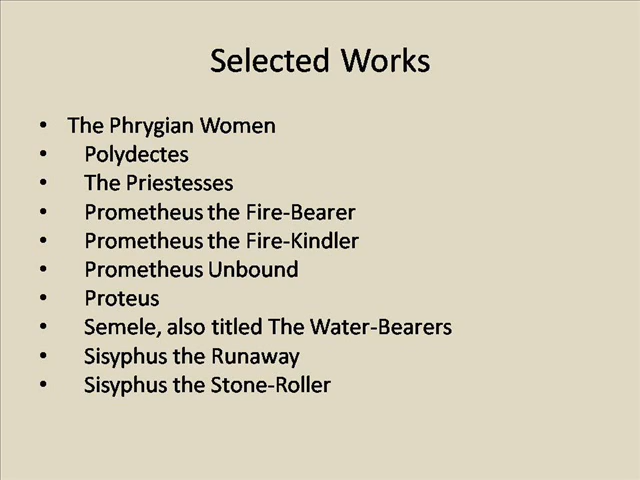 Selected Works
• The Phrygian Women
• Polydectes
• The Priestesses
• Prometheus the Fire-Bearer
• Prometheus the Fire-Kindler
• Prometheus Unbound
• Proteus
• Semele, also titled The Water-Bearers
• Sisyphus the Runaway
• Sisyphus the Stone-Roller